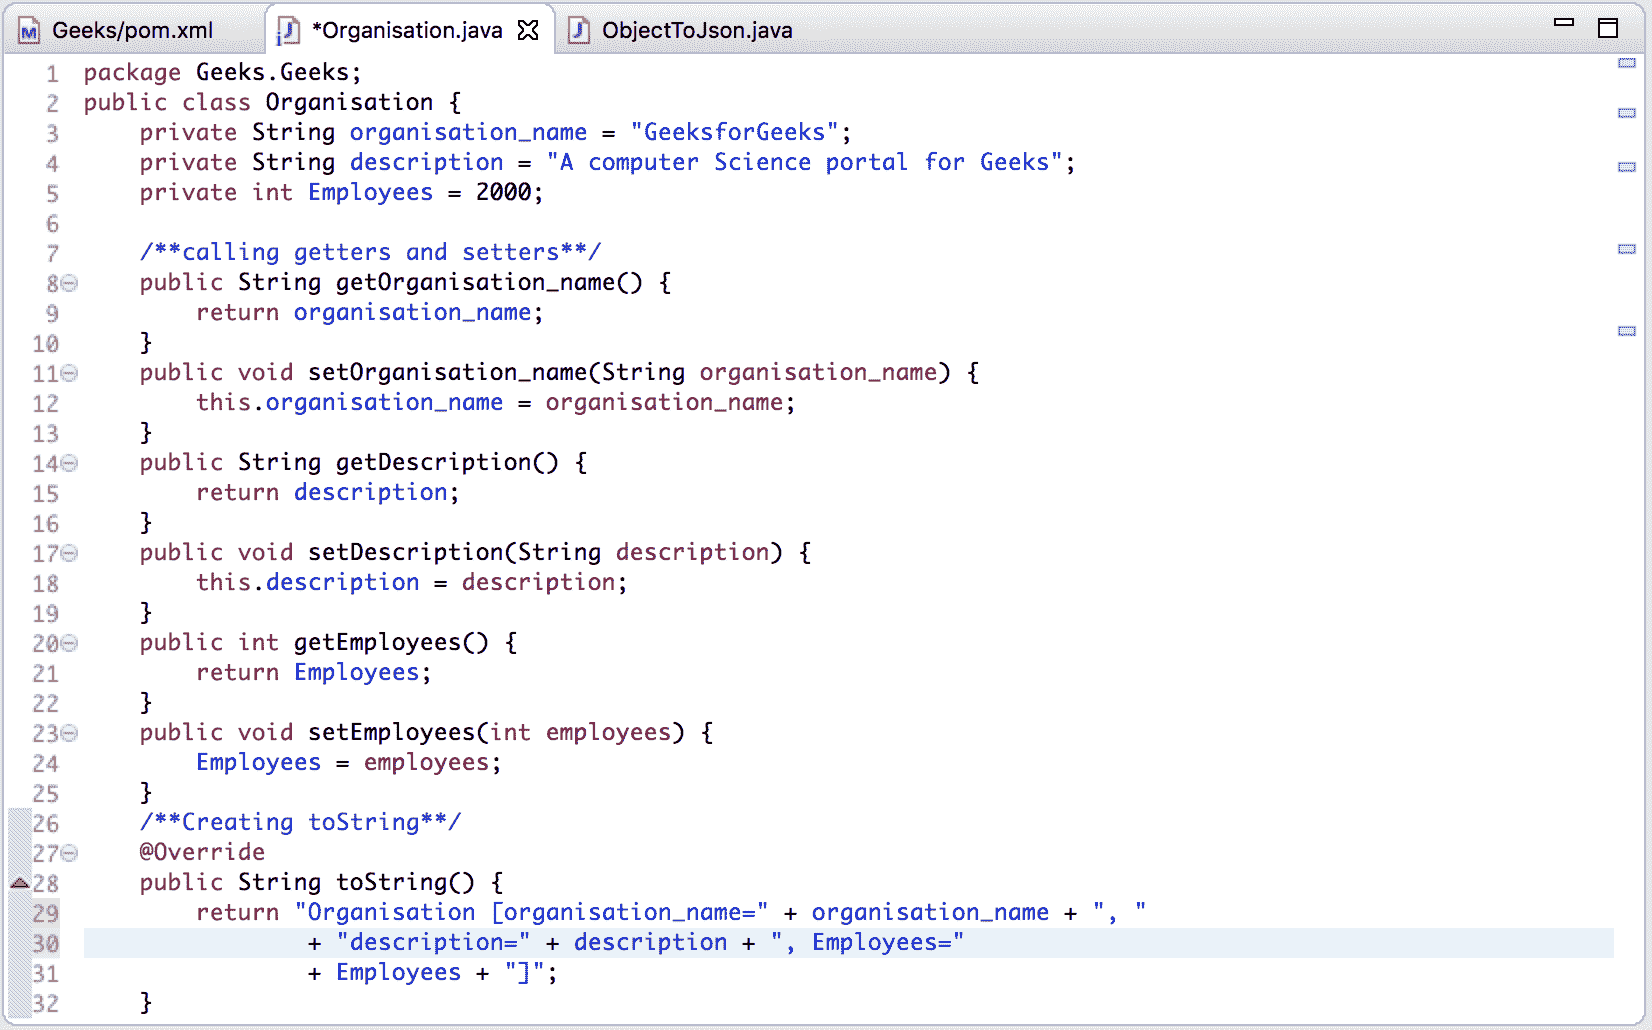 Geeks/pom.xml *Organisation.java ObjectToJson.java
1 package Geeks.Geeks;
2 public class Organisation {
3     private String organisation_name = "GeeksforGeeks";
4     private String description = "A computer Science portal for Geeks";
5     private int Employees = 2000;
6
7     /**calling getters and setters**/
8     public String getOrganisation_name() {
9         return organisation_name;
10     }
11     public void setOrganisation_name(String organisation_name) {
12         this.organisation_name = organisation_name;
13     }
14     public String getDescription() {
15         return description;
16     }
17     public void setDescription(String description) {
18         this.description = description;
19     }
20     public int getEmployees() {
21         return Employees;
22     }
23     public void setEmployees(int employees) {
24         Employees = employees;
25     }
26     /**Creating toString**/
27     @Override
28     public String toString() {
29         return "Organisation [organisation_name=" + organisation_name + ", "
30                 + "description=" + description + ", Employees="
31                 + Employees + "]";
32     }